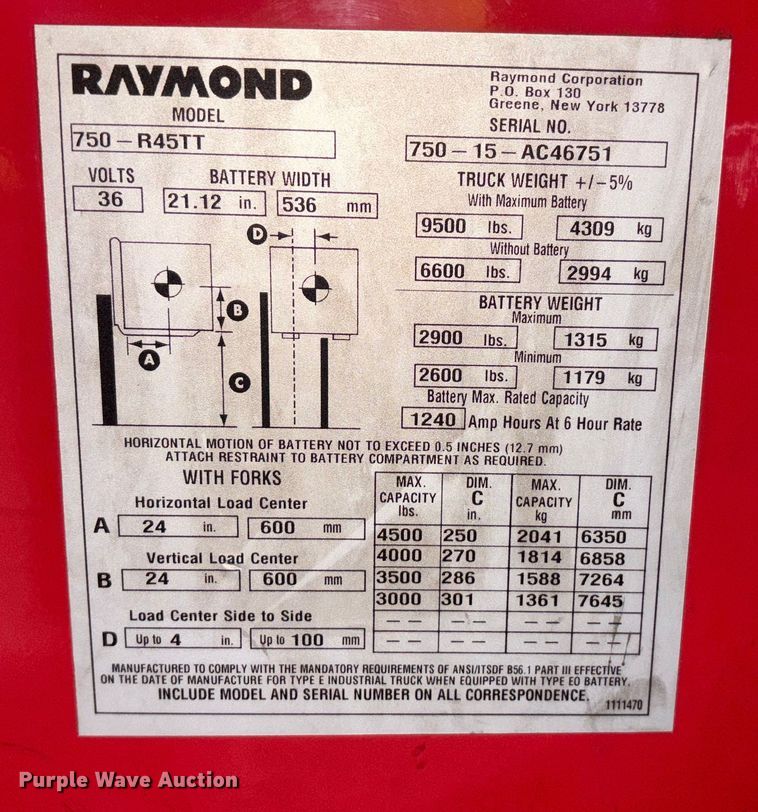 RAYMOND
Raymond Corporation
P.O. Box 130
Greene, New York 13778
MODEL
750-R45TT
SERIAL NO.
750-15-AC46751
VOLTS
36
BATTERY WIDTH
21.12 in. 536 mm
TRUCK WEIGHT +/-5%
With Maximum Battery
9500 lbs. 4309 kg
Without Battery
6600 lbs. 2994 kg
BATTERY WEIGHT
Maximum
2900 lbs. 1315 kg
Minimum
2600 lbs. 1179 kg
Battery Max. Rated Capacity
1240 Amp Hours At 6 Hour Rate
D
B
A
C
HORIZONTAL MOTION OF BATTERY NOT TO EXCEED 0.5 INCHES (12.7 mm)
ATTACH RESTRAINT TO BATTERY COMPARTMENT AS REQUIRED.
WITH FORKS
Horizontal Load Center
A 24 in. 600 mm
Vertical Load Center
B 24 in. 600 mm
Load Center Side to Side
D Up to 4 in. Up to 100 mm
MAX. CAPACITY lbs. DIM. C in. MAX. CAPACITY kg DIM. C mm
4500 250 2041 6350
4000 270 1814 6858
3500 286 1588 7264
3000 301 1361 7645
-- -- -- --
-- -- -- --
MANUFACTURED TO COMPLY WITH THE MANDATORY REQUIREMENTS OF ANSI/ITSDF B56.1 PART III EFFECTIVE
ON THE DATE OF MANUFACTURE FOR TYPE E INDUSTRIAL TRUCK WHEN EQUIPPED WITH TYPE EO BATTERY.
INCLUDE MODEL AND SERIAL NUMBER ON ALL CORRESPONDENCE.
1111470
Purple Wave Auction